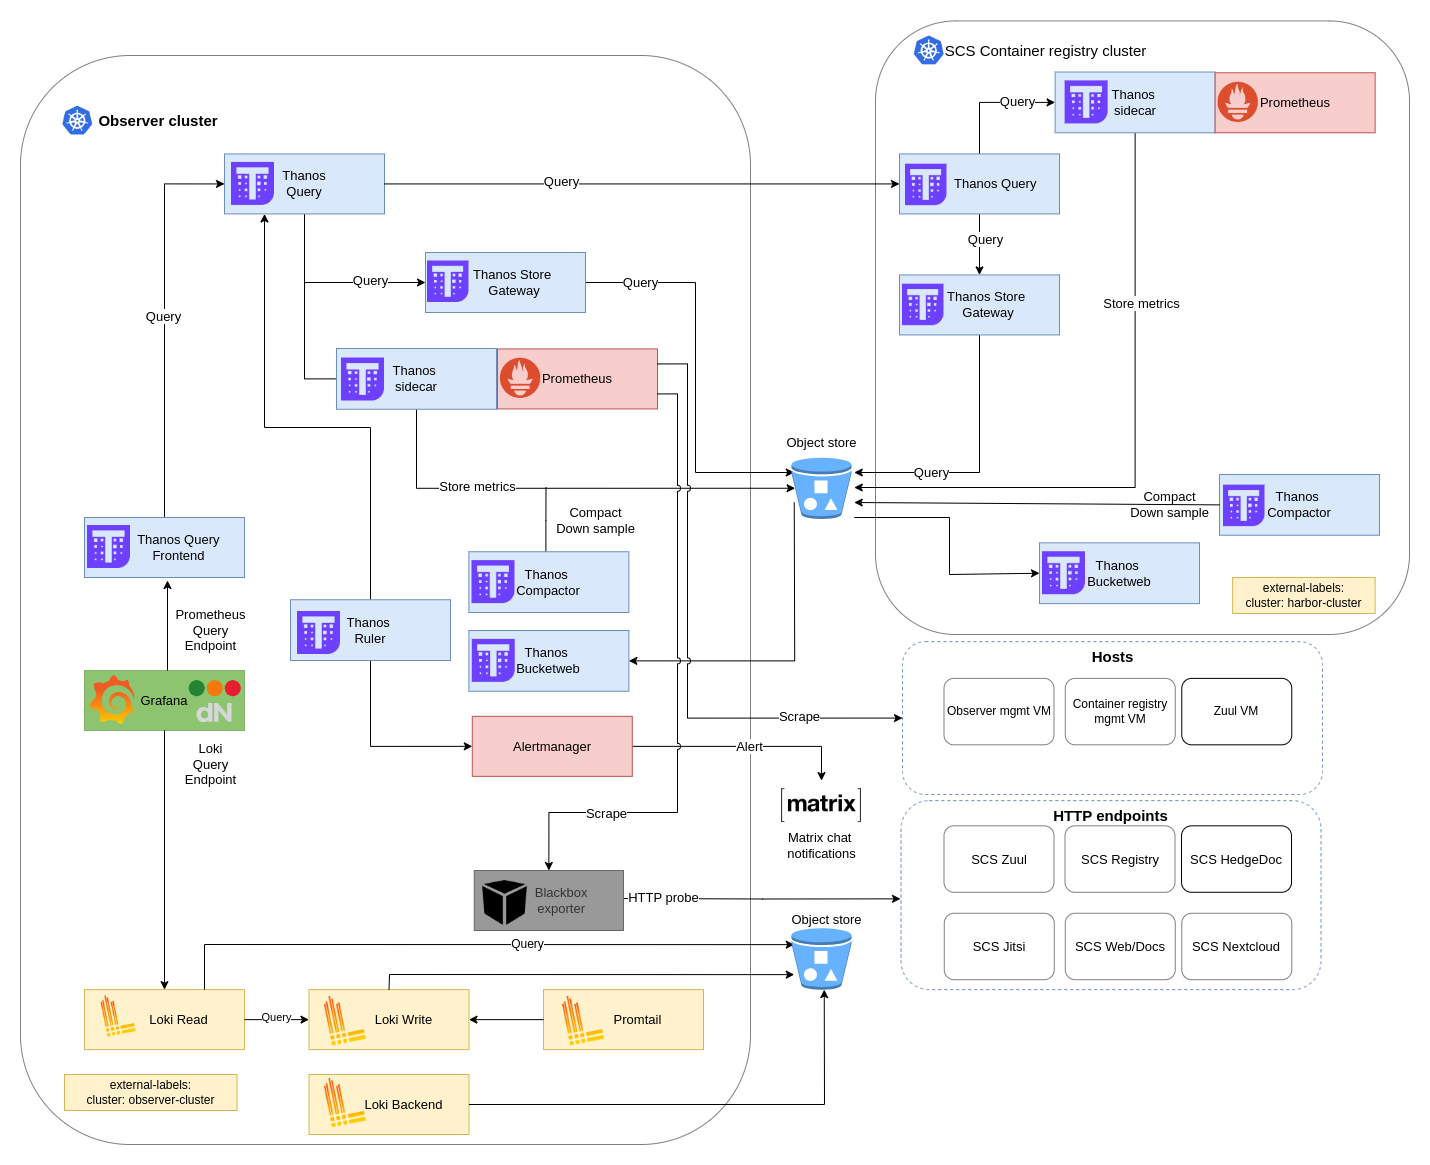 SCS Container registry cluster
Thanos
sidecar
Prometheus
Query
Thanos Query
Query
Thanos Store
Gateway
Store metrics
Query
Compact
Down sample
Thanos
Compactor
Thanos
Bucketweb
external-labels:
cluster: harbor-cluster
Observer cluster
Thanos
Query
Query
Query
Thanos Store
Gateway
Query
Query
Thanos
sidecar
Prometheus
Object store
Store metrics
Compact
Down sample
Thanos Query
Frontend
Thanos
Compactor
Prometheus
Query
Endpoint
Thanos
Ruler
Thanos
Bucketweb
Grafana
dN
Loki
Query
Endpoint
Alertmanager
Alert
Scrape
[matrix]
Matrix chat
notifications
Scrape
Blackbox
exporter
HTTP probe
Object store
Query
Loki Read
Query
Loki Write
Promtail
Loki Backend
external-labels:
cluster: observer-cluster
Hosts
Observer mgmt VM
Container registry
mgmt VM
Zuul VM
HTTP endpoints
SCS Zuul
SCS Registry
SCS HedgeDoc
SCS Jitsi
SCS Web/Docs
SCS Nextcloud